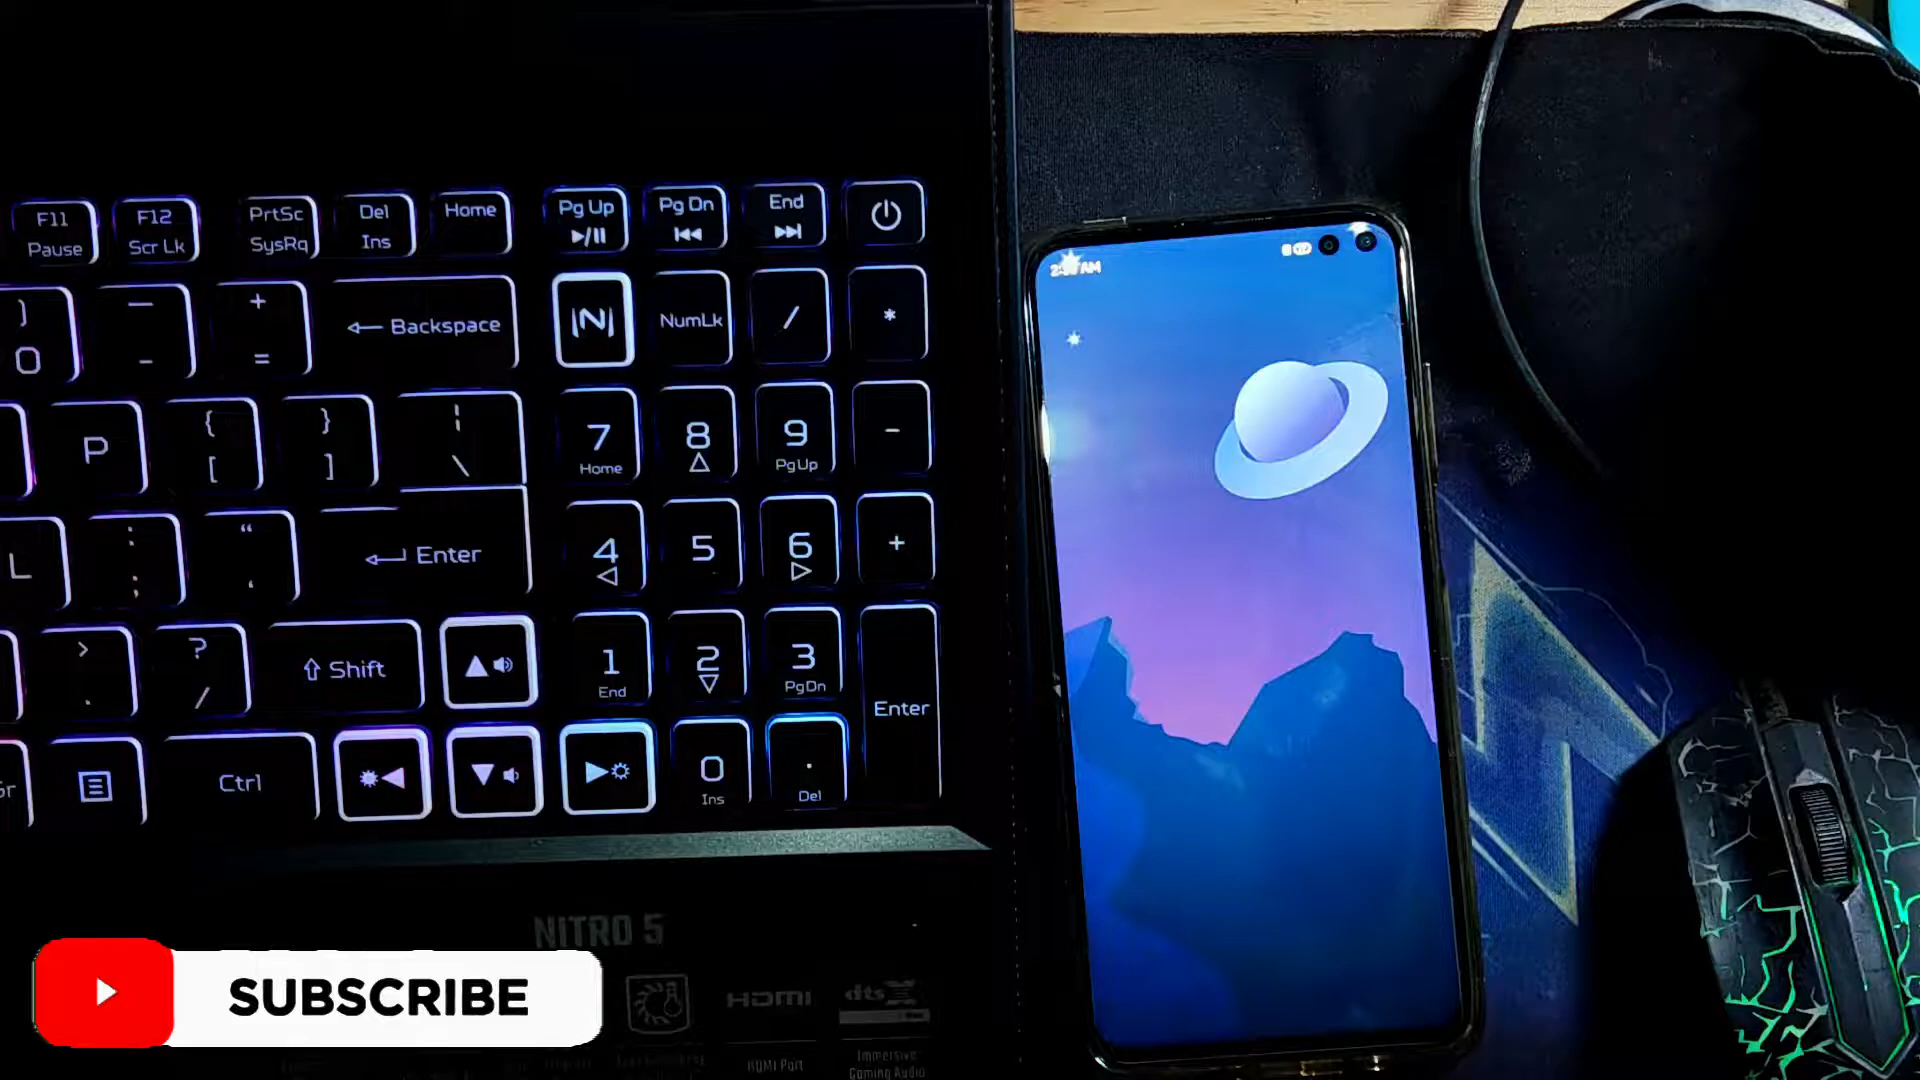 F11 F12 PrtSc Del Home Pg Up Pg Dn End
Pause Scr Lk SysRq Ins
) — +
0 - = Backspace N NumLk / *
P { } ¦ 7 8 9 -
[ ] \ Home PgUp
L : “ Enter 4 5 6 +
; ‘
> ? Shift 1 2 3
. / End PgDn Enter
Ctrl 0 .
Ins Del
NITRO 5
SUBSCRIBE
HDMI dts X
HDMI Port Immersive
Gaming Audio